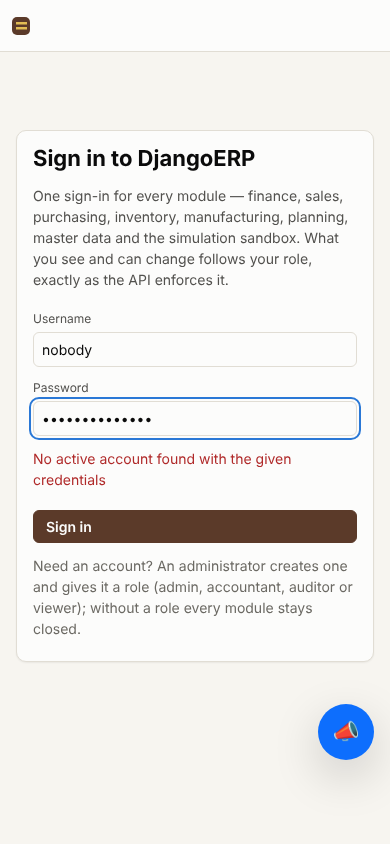 Sign in to DjangoERP
One sign-in for every module — finance, sales,
purchasing, inventory, manufacturing, planning,
master data and the simulation sandbox. What
you see and can change follows your role,
exactly as the API enforces it.
Username
nobody
Password
••••••••••••••
No active account found with the given
credentials
Sign in
Need an account? An administrator creates one
and gives it a role (admin, accountant, auditor or
viewer); without a role every module stays
closed.